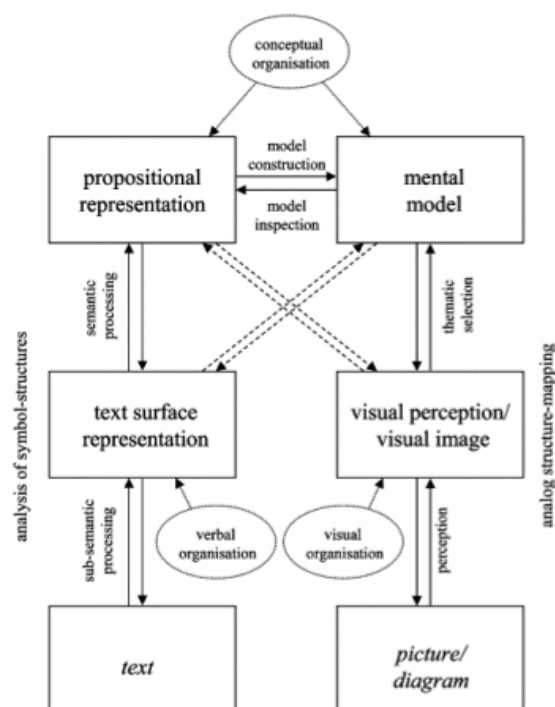 conceptual
organisation
model
construction
propositional
representation
mental
model
model
inspection
semantic
processing
thematic
selection
analysis of symbol-structures
analog structure-mapping
text surface
representation
visual perception/
visual image
sub-semantic
processing
verbal
organisation
visual
organisation
perception
text
picture/
diagram